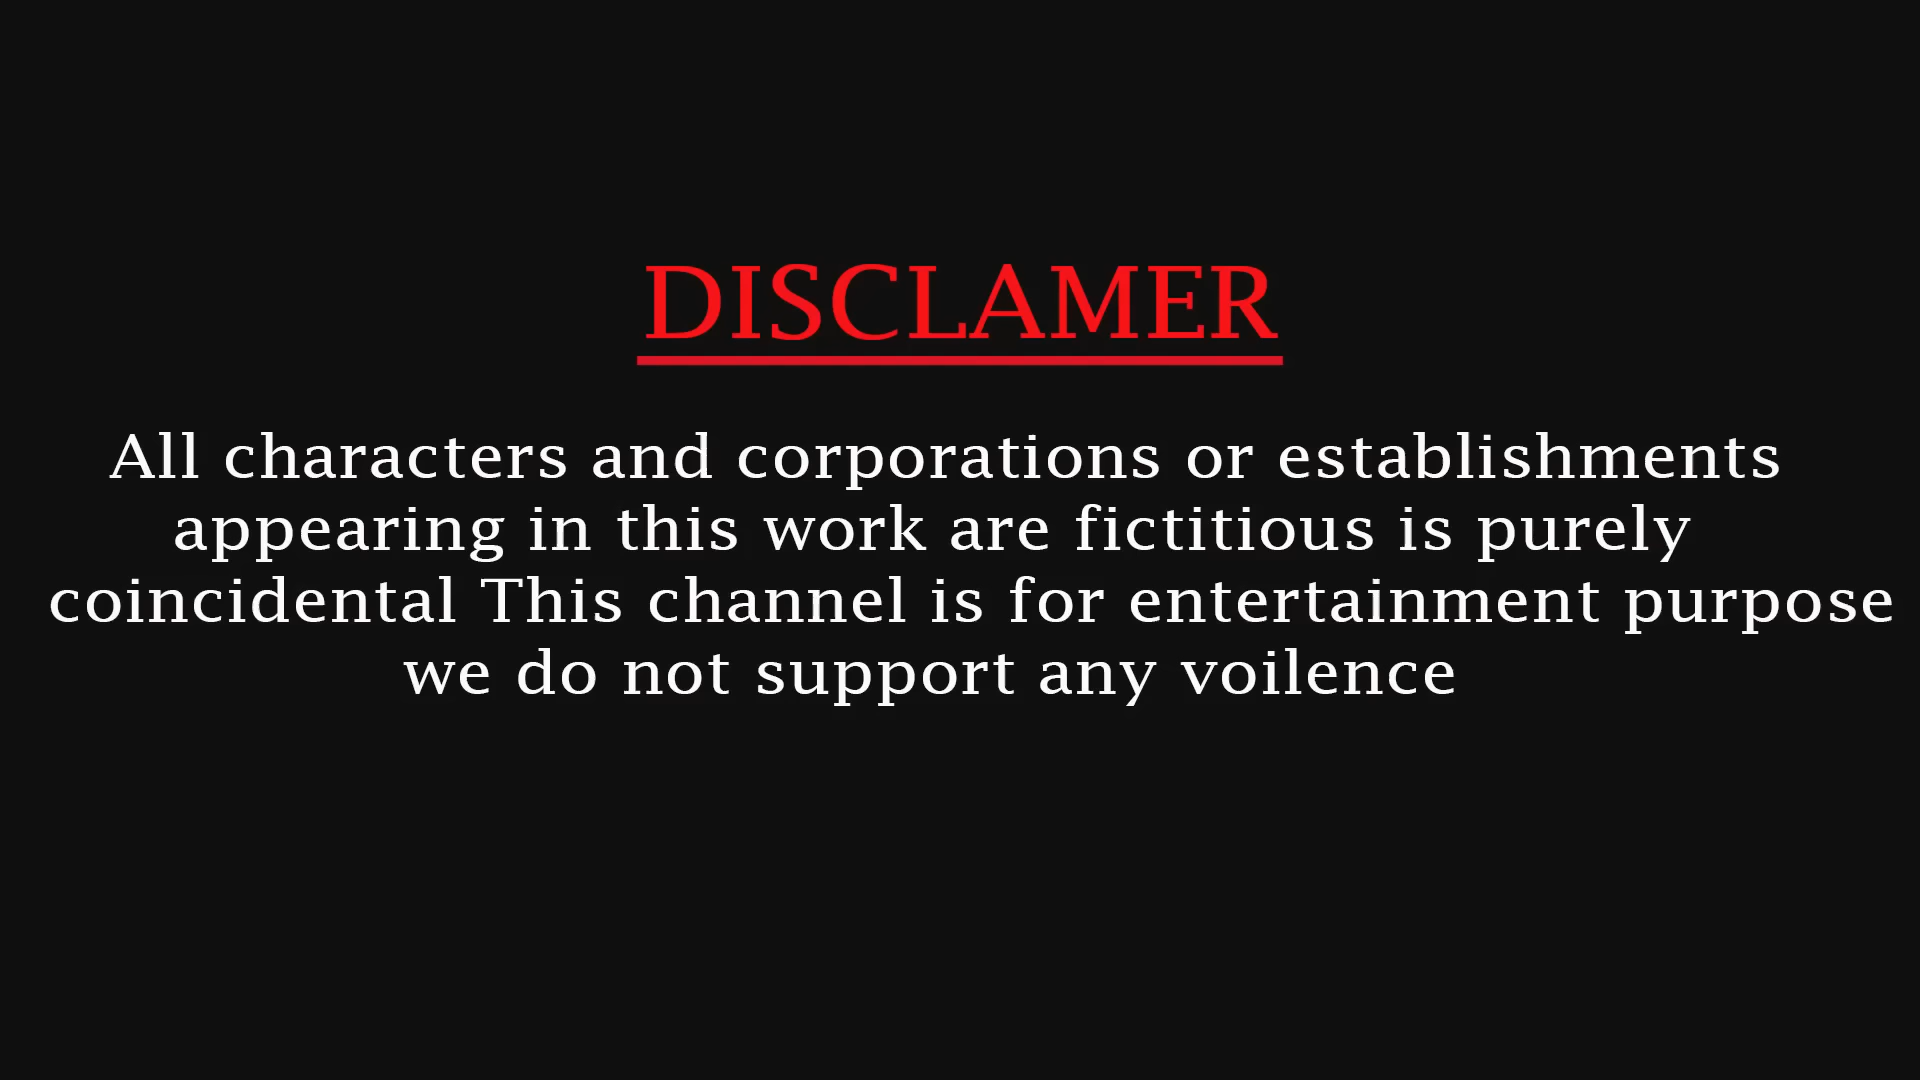 DISCLAMER
All characters and corporations or establishments
appearing in this work are fictitious is purely
coincidental This channel is for entertainment purpose
we do not support any voilence